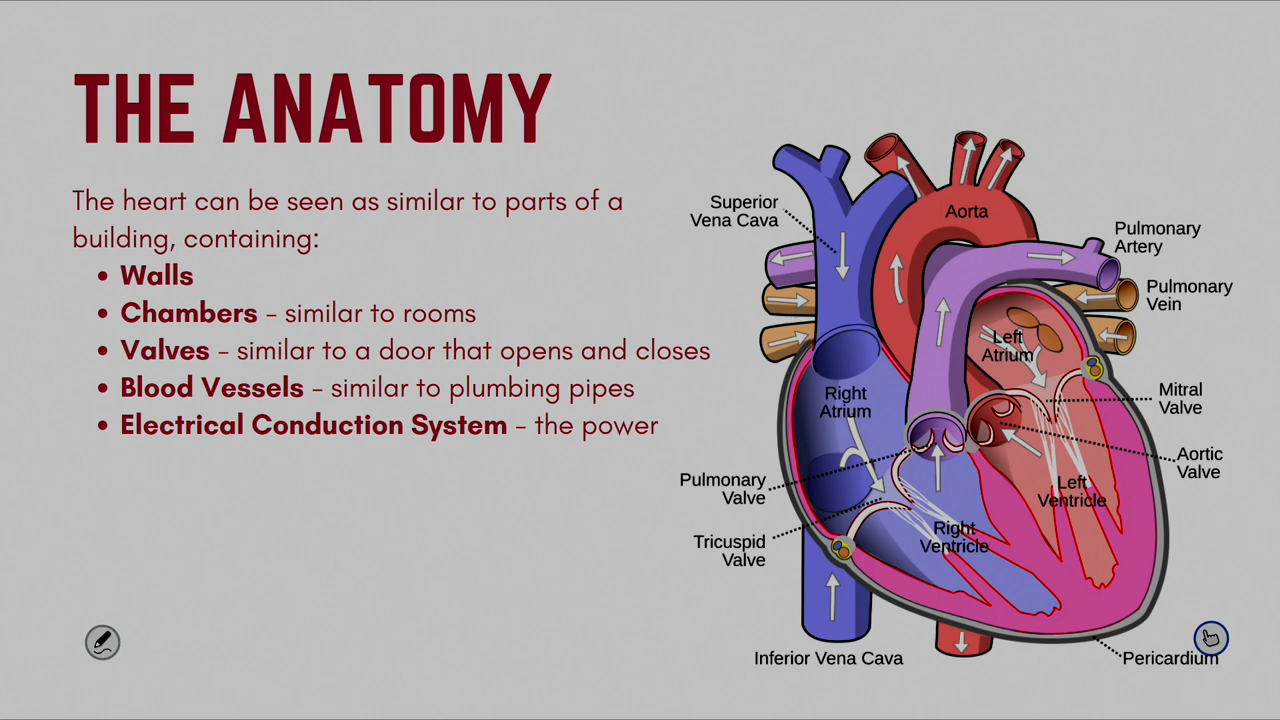 THE ANATOMY
The heart can be seen as similar to parts of a
building, containing:
• Walls
• Chambers - similar to rooms
• Valves - similar to a door that opens and closes
• Blood Vessels - similar to plumbing pipes
• Electrical Conduction System - the power
Superior
Vena Cava
Aorta
Pulmonary
Artery
Pulmonary
Vein
Left
Atrium
Right
Atrium
Mitral
Valve
Aortic
Valve
Pulmonary
Valve
Left
Ventricle
Tricuspid
Valve
Right
Ventricle
Inferior Vena Cava
Pericardium